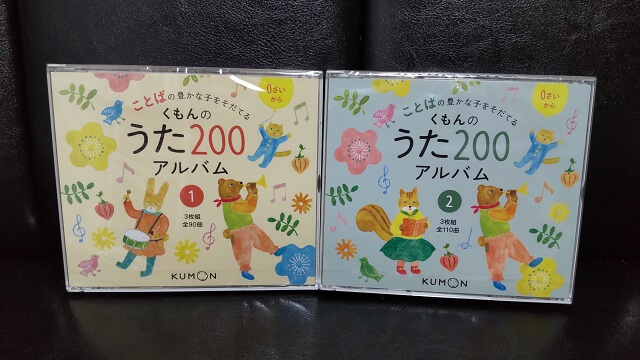 ことばの豊かな子をそだてる
0さい
から
くもんの
うた200
アルバム
1
3枚組
全90曲
KUMON
ことばの豊かな子をそだてる
0さい
から
くもんの
うた200
アルバム
2
3枚組
全110曲
KUMON